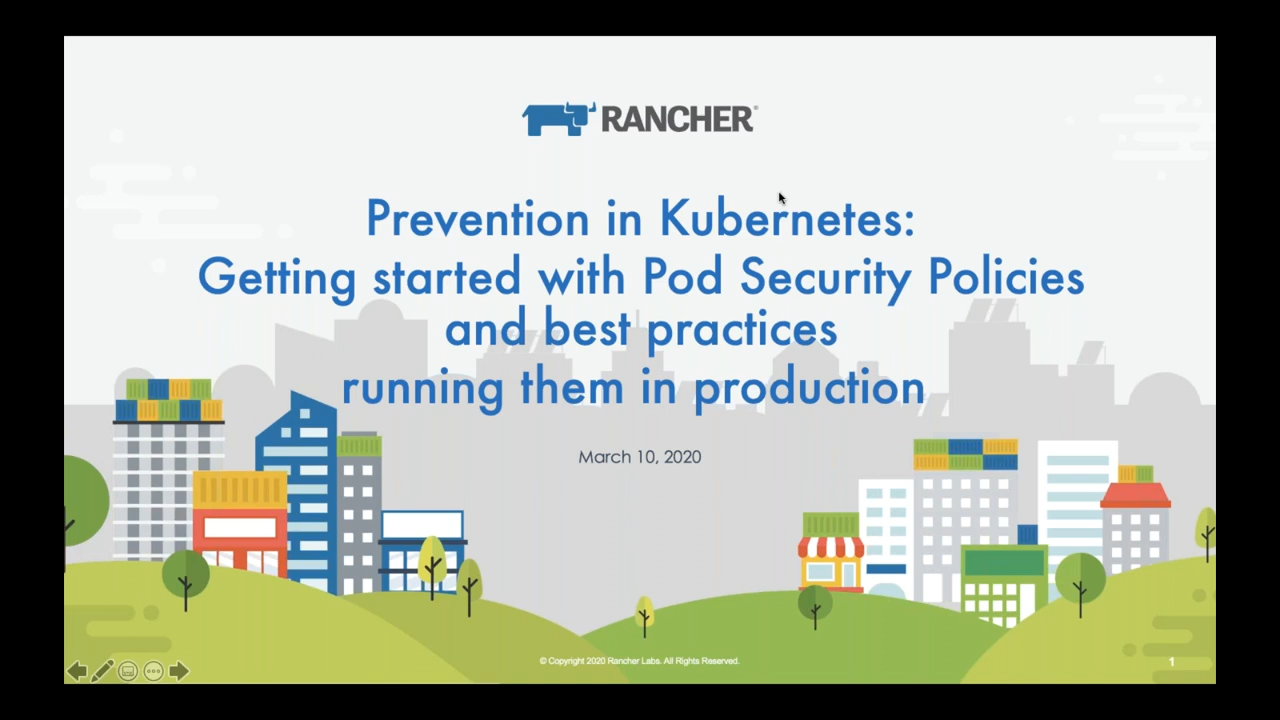 RANCHER®
Prevention in Kubernetes:
Getting started with Pod Security Policies
and best practices
running them in production
March 10, 2020
© Copyright 2020 Rancher Labs. All Rights Reserved.
1